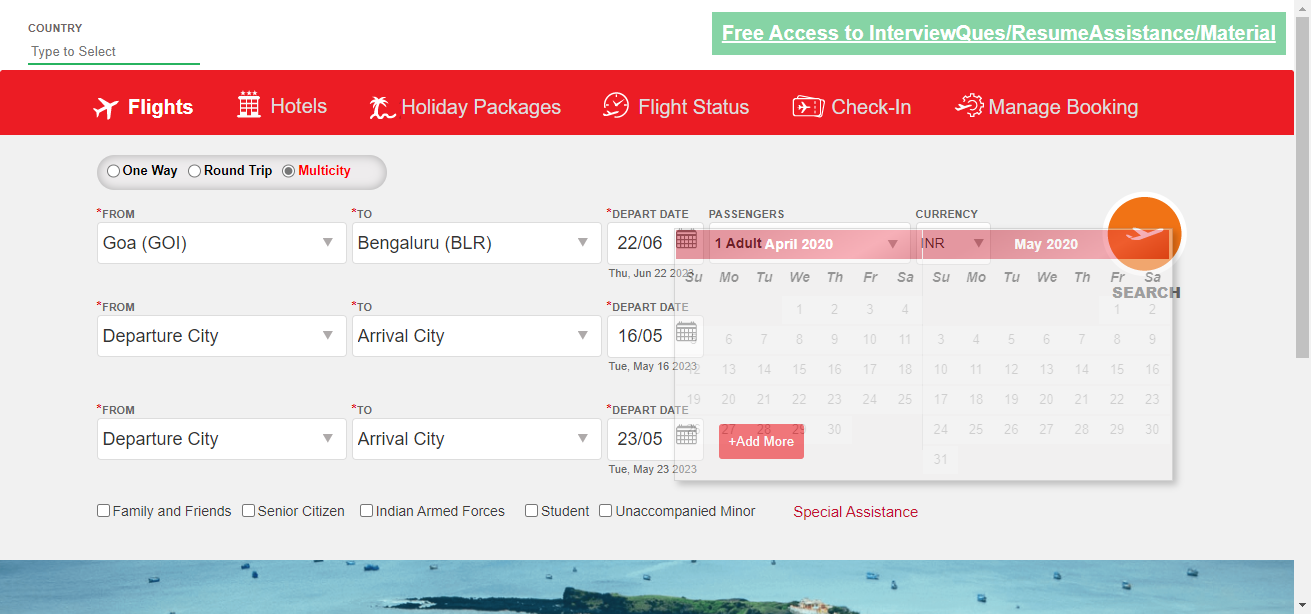 COUNTRY
Type to Select
Free Access to InterviewQues/ResumeAssistance/Material
Flights Hotels Holiday Packages Flight Status Check-In Manage Booking
One Way Round Trip Multicity
*FROM *TO *DEPART DATE PASSENGERS CURRENCY
Goa (GOI) Bengaluru (BLR) 22/06 1 Adult April 2020 INR May 2020
Thu, Jun 22 2023
Su Mo Tu We Th Fr Sa Su Mo Tu We Th Fr Sa
SEARCH
*FROM *TO *DEPART DATE
1 2 3 4 1 2
Departure City Arrival City 16/05
5 6 7 8 9 10 11 3 4 5 6 7 8 9
Tue, May 16 2023
12 13 14 15 16 17 18 10 11 12 13 14 15 16
19 20 21 22 23 24 25 17 18 19 20 21 22 23
*FROM *TO *DEPART DATE
Departure City Arrival City 23/05
27 28 29 30 24 25 26 27 28 29 30
+Add More
31
Tue, May 23 2023
Family and Friends Senior Citizen Indian Armed Forces Student Unaccompanied Minor Special Assistance